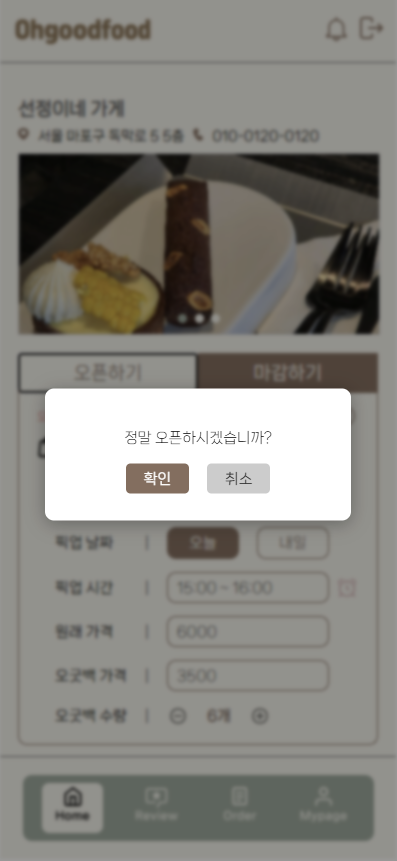 Ohgoodfood
선정이네 가게
서울 마포구 독막로 5 5층 010-0120-0120
오픈하기 마감하기
정말 오픈하시겠습니까?
확인 취소
픽업 날짜 | 오늘 내일
픽업 시간 | 15:00 ~ 16:00
원래 가격 | 6000
오굿백 가격 | 3500
오굿백 수량 | 6개
Home Review Order Mypage